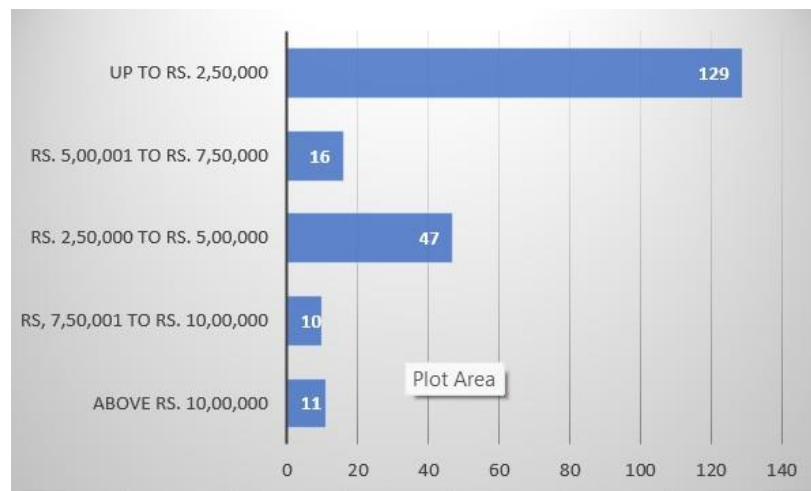 UP TO RS. 2,50,000
129
RS. 5,00,001 TO RS. 7,50,000
16
RS. 2,50,000 TO RS. 5,00,000
47
RS, 7,50,001 TO RS. 10,00,000
10
Plot Area
ABOVE RS. 10,00,000
11
0 20 40 60 80 100 120 140